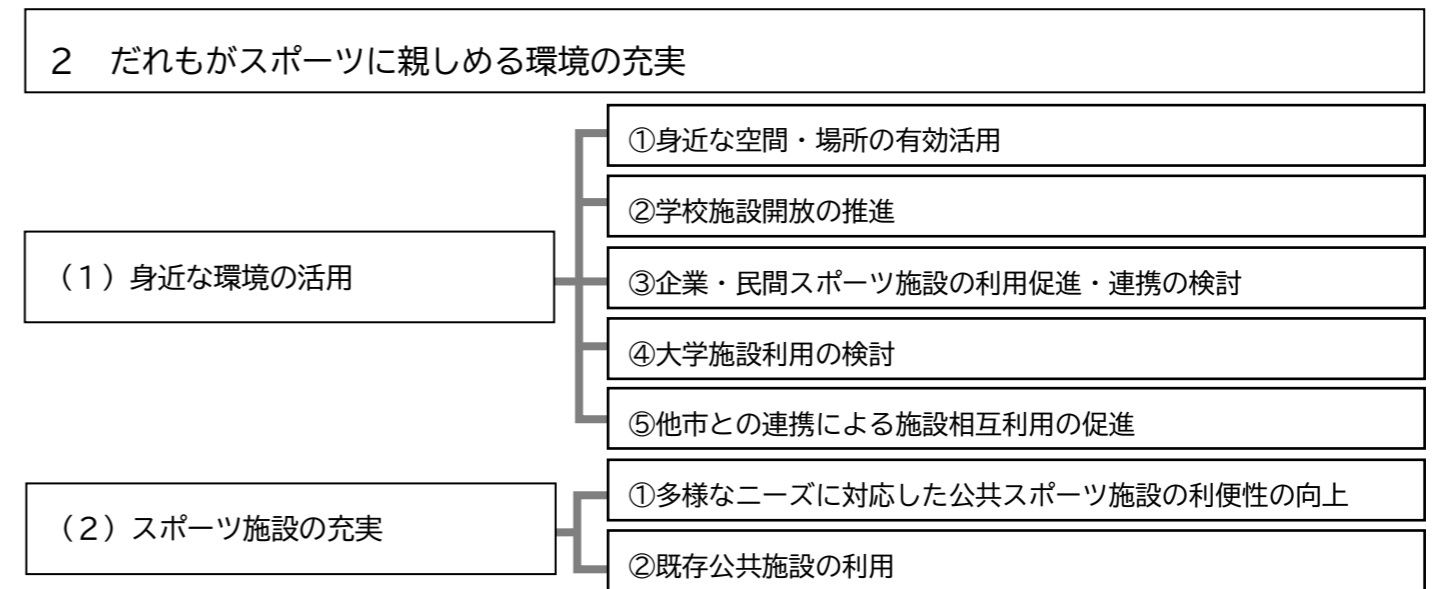 ２　だれもがスポーツに親しめる環境の充実
（１）身近な環境の活用
①身近な空間・場所の有効活用
②学校施設開放の推進
③企業・民間スポーツ施設の利用促進・連携の検討
④大学施設利用の検討
⑤他市との連携による施設相互利用の促進
（２）スポーツ施設の充実
①多様なニーズに対応した公共スポーツ施設の利便性の向上
②既存公共施設の利用